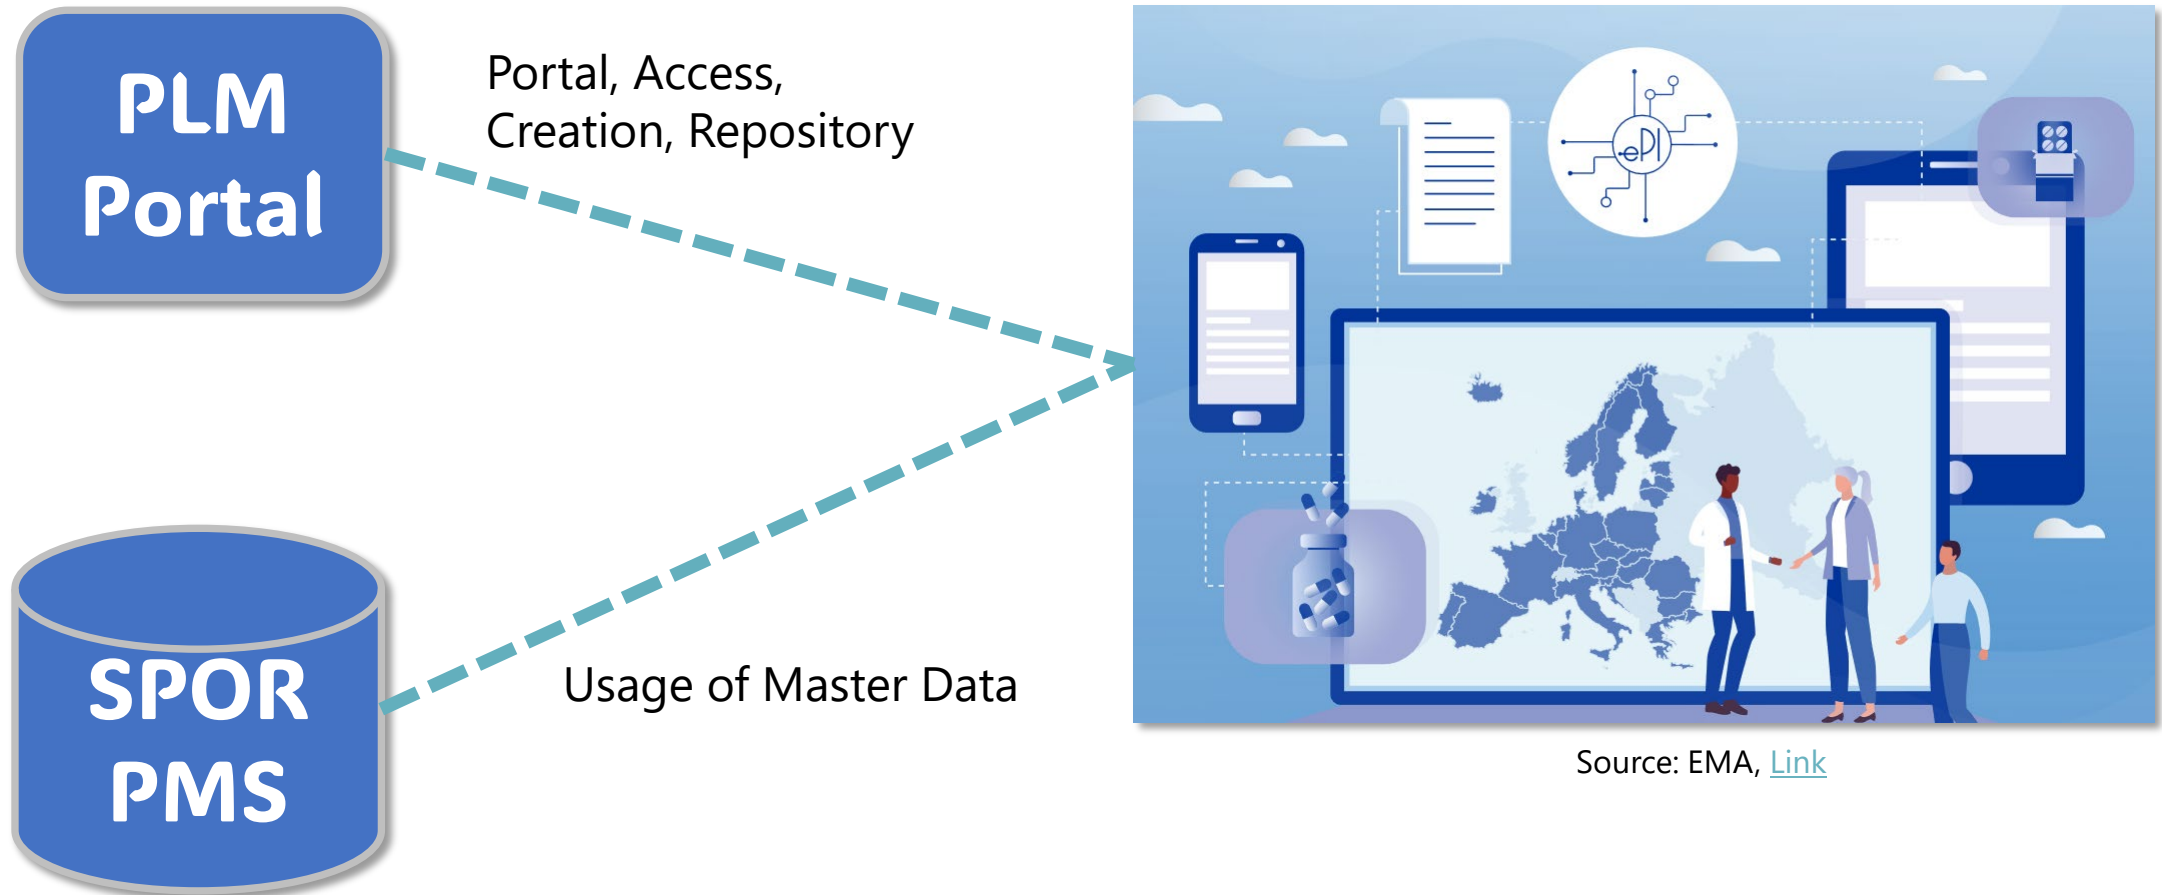 PLM
Portal
Portal, Access,
Creation, Repository
ePI
SPOR
PMS
Usage of Master Data
Source: EMA, Link